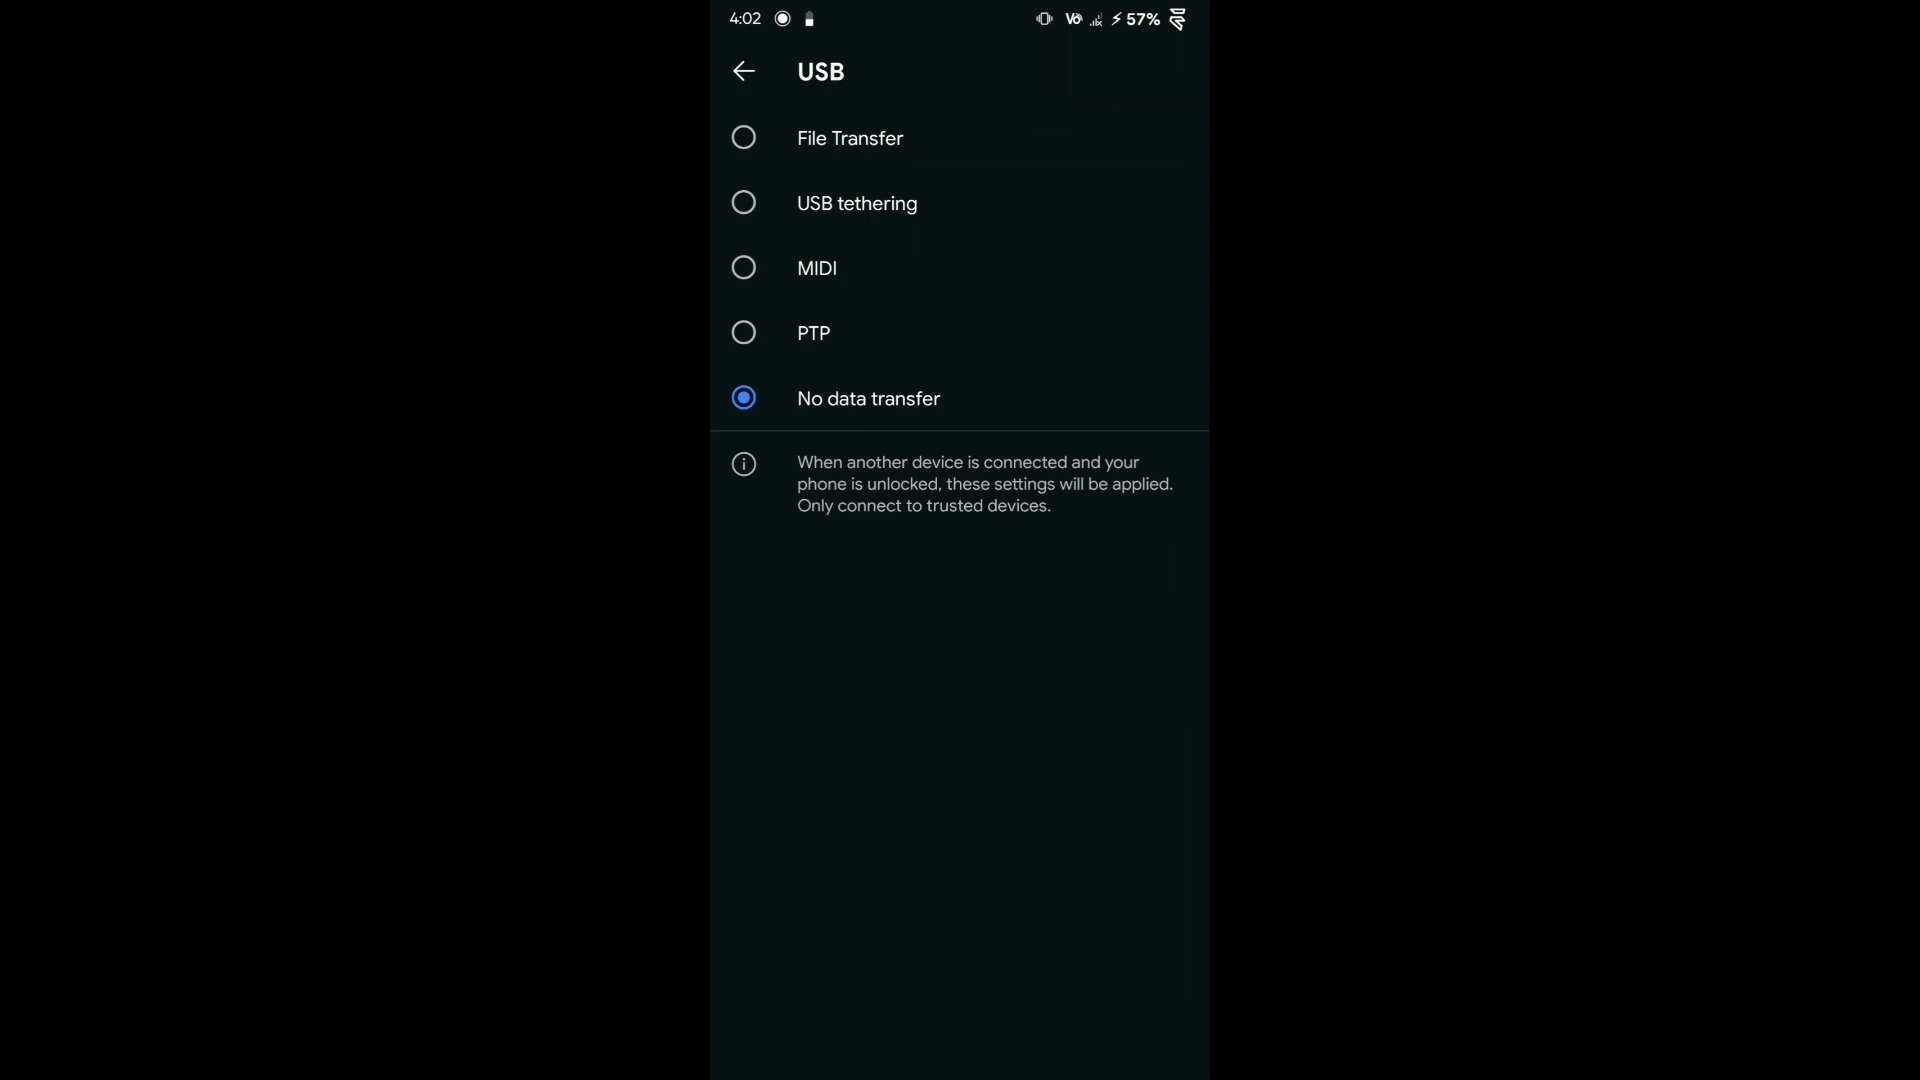 4:02 57%
USB
File Transfer
USB tethering
MIDI
PTP
No data transfer
When another device is connected and your
phone is unlocked, these settings will be applied.
Only connect to trusted devices.